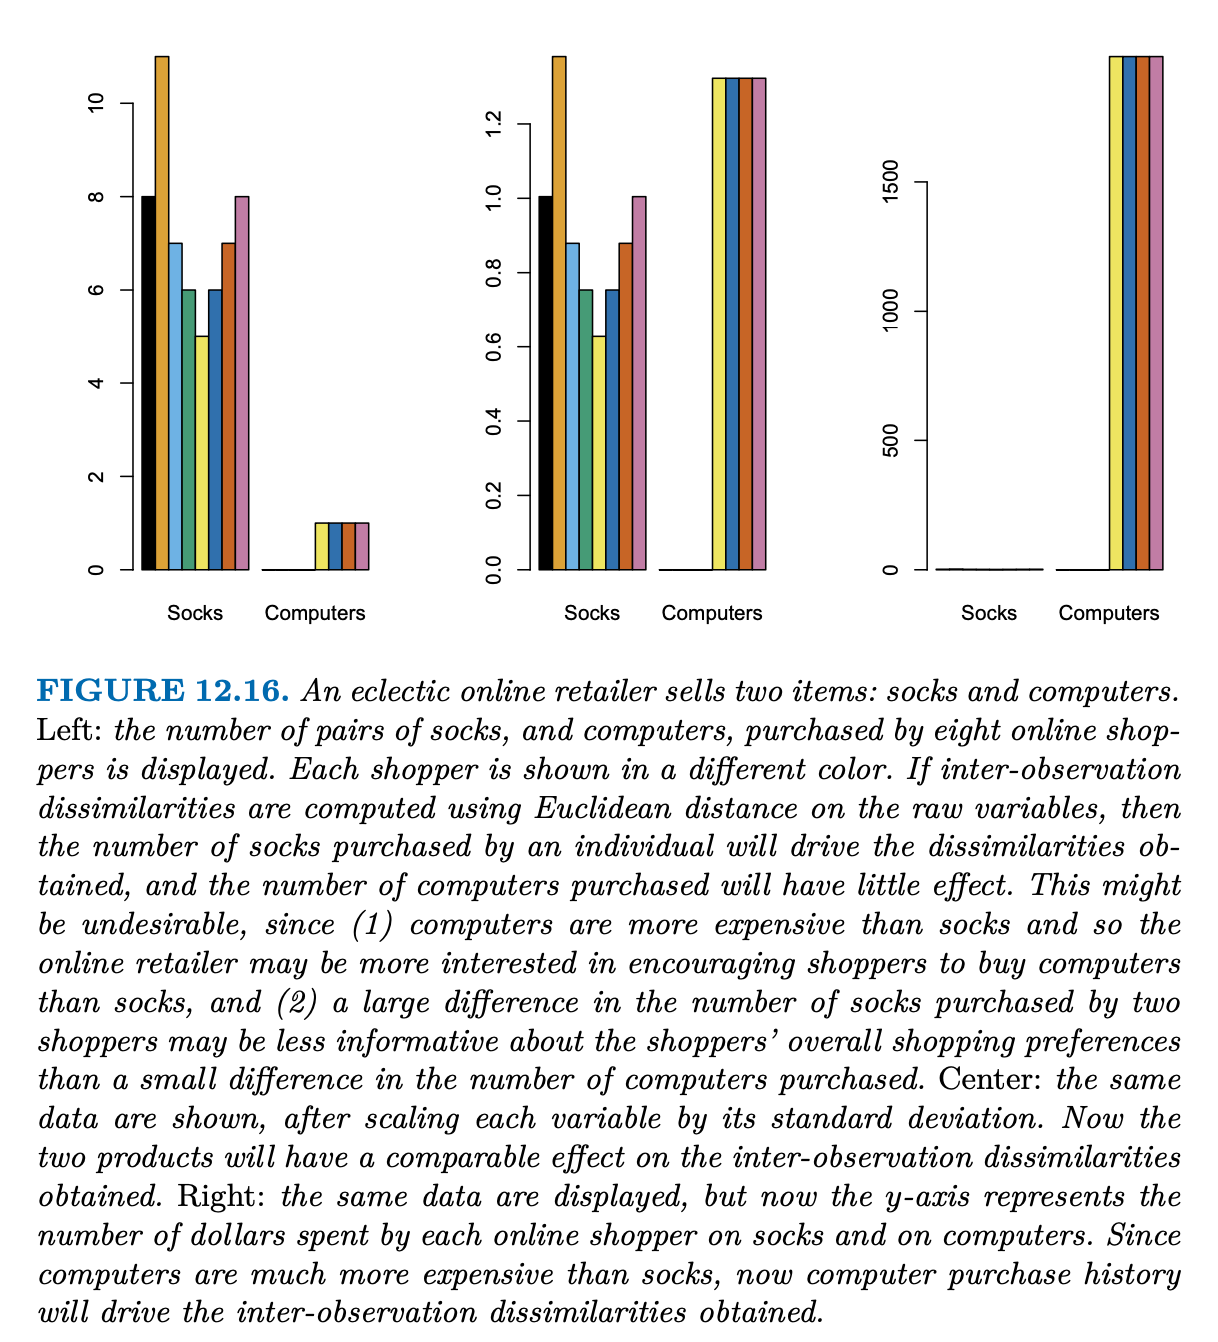 10
8
6
4
2
0
Socks Computers
1.2
1.0
0.8
0.6
0.4
0.2
0.0
Socks Computers
1500
1000
500
0
Socks Computers
FIGURE 12.16. An eclectic online retailer sells two items: socks and computers.
Left: the number of pairs of socks, and computers, purchased by eight online shop-
pers is displayed. Each shopper is shown in a different color. If inter-observation
dissimilarities are computed using Euclidean distance on the raw variables, then
the number of socks purchased by an individual will drive the dissimilarities ob-
tained, and the number of computers purchased will have little effect. This might
be undesirable, since (1) computers are more expensive than socks and so the
online retailer may be more interested in encouraging shoppers to buy computers
than socks, and (2) a large difference in the number of socks purchased by two
shoppers may be less informative about the shoppers’ overall shopping preferences
than a small difference in the number of computers purchased. Center: the same
data are shown, after scaling each variable by its standard deviation. Now the
two products will have a comparable effect on the inter-observation dissimilarities
obtained. Right: the same data are displayed, but now the y-axis represents the
number of dollars spent by each online shopper on socks and on computers. Since
computers are much more expensive than socks, now computer purchase history
will drive the inter-observation dissimilarities obtained.